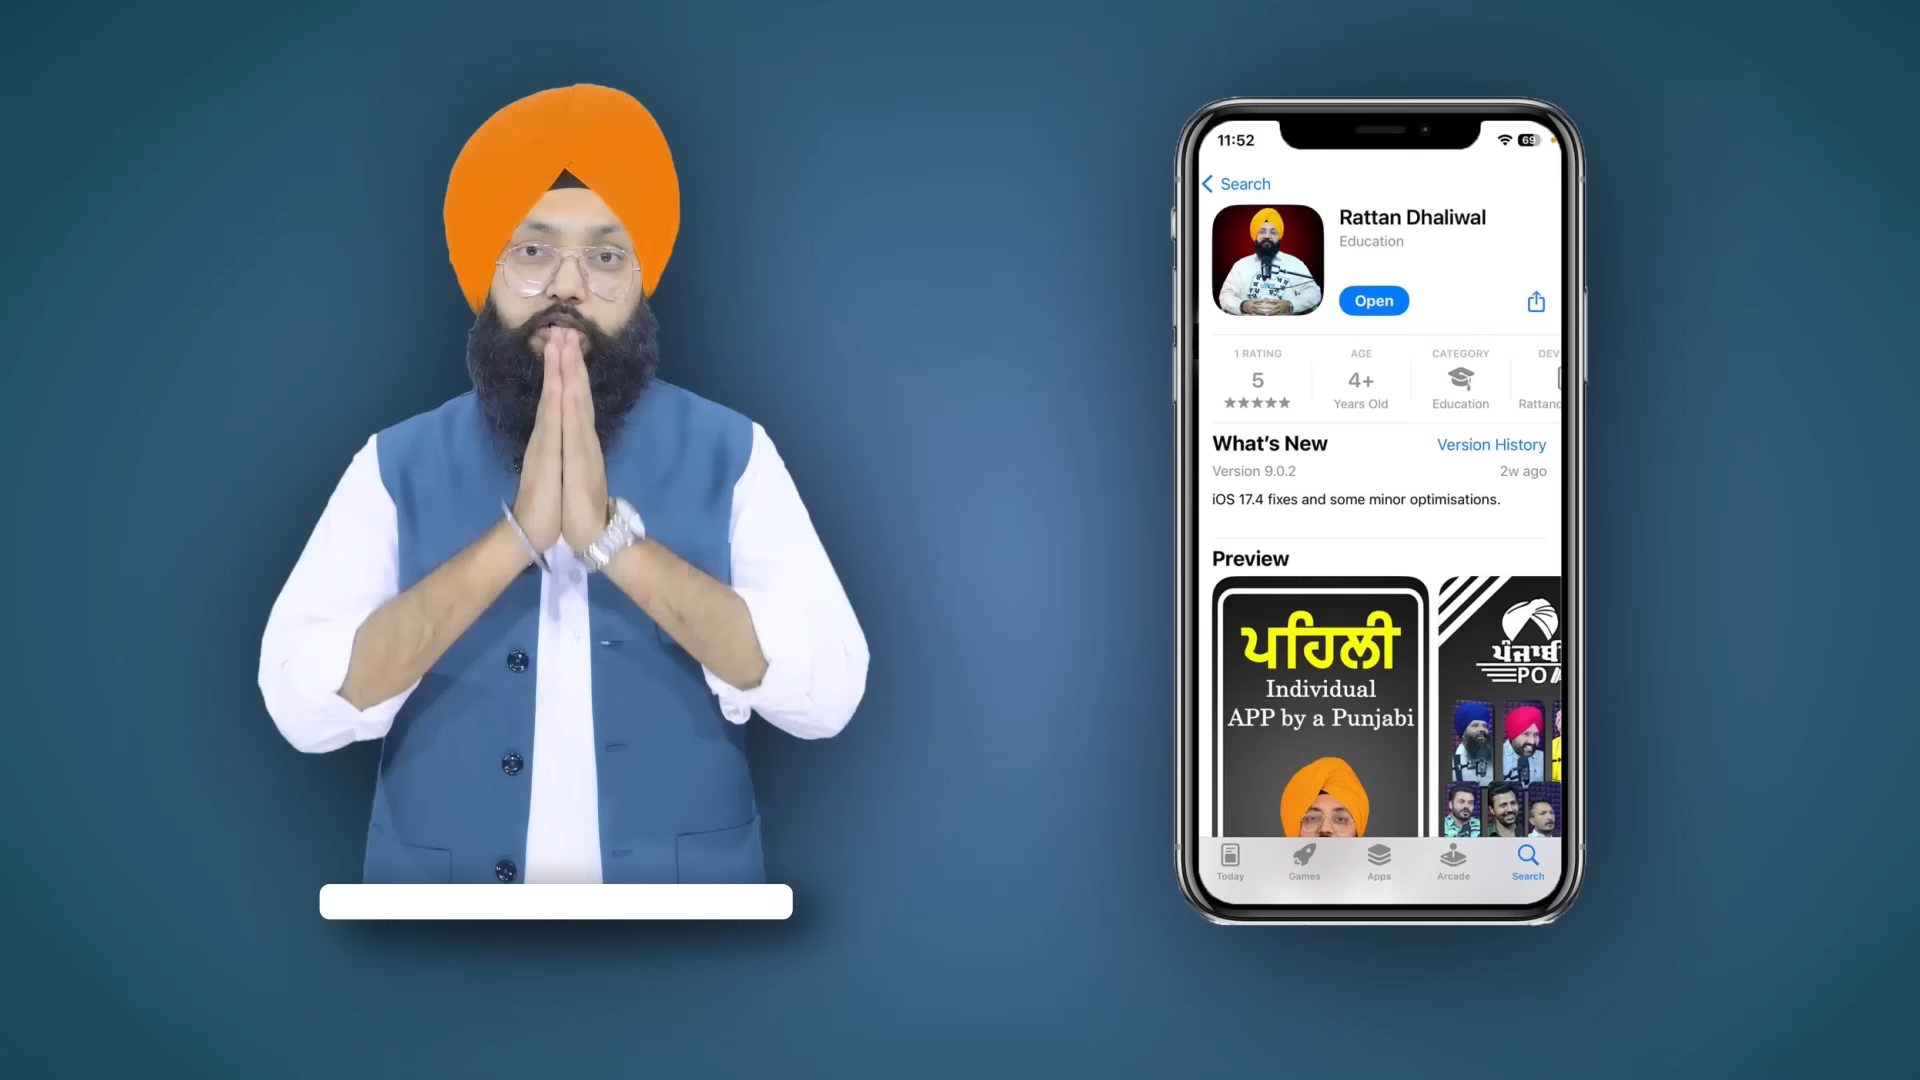 11:52
69
Search
Rattan Dhaliwal
Education
Open
1 RATING
AGE
CATEGORY
5
4+
Years Old
Education
What's New
Version History
Version 9.0.2
2w ago
iOS 17.4 fixes and some minor optimisations.
Preview
ਪਹਿਲੀ
Individual
APP by a Punjabi
Today
Games
Apps
Arcade
Search